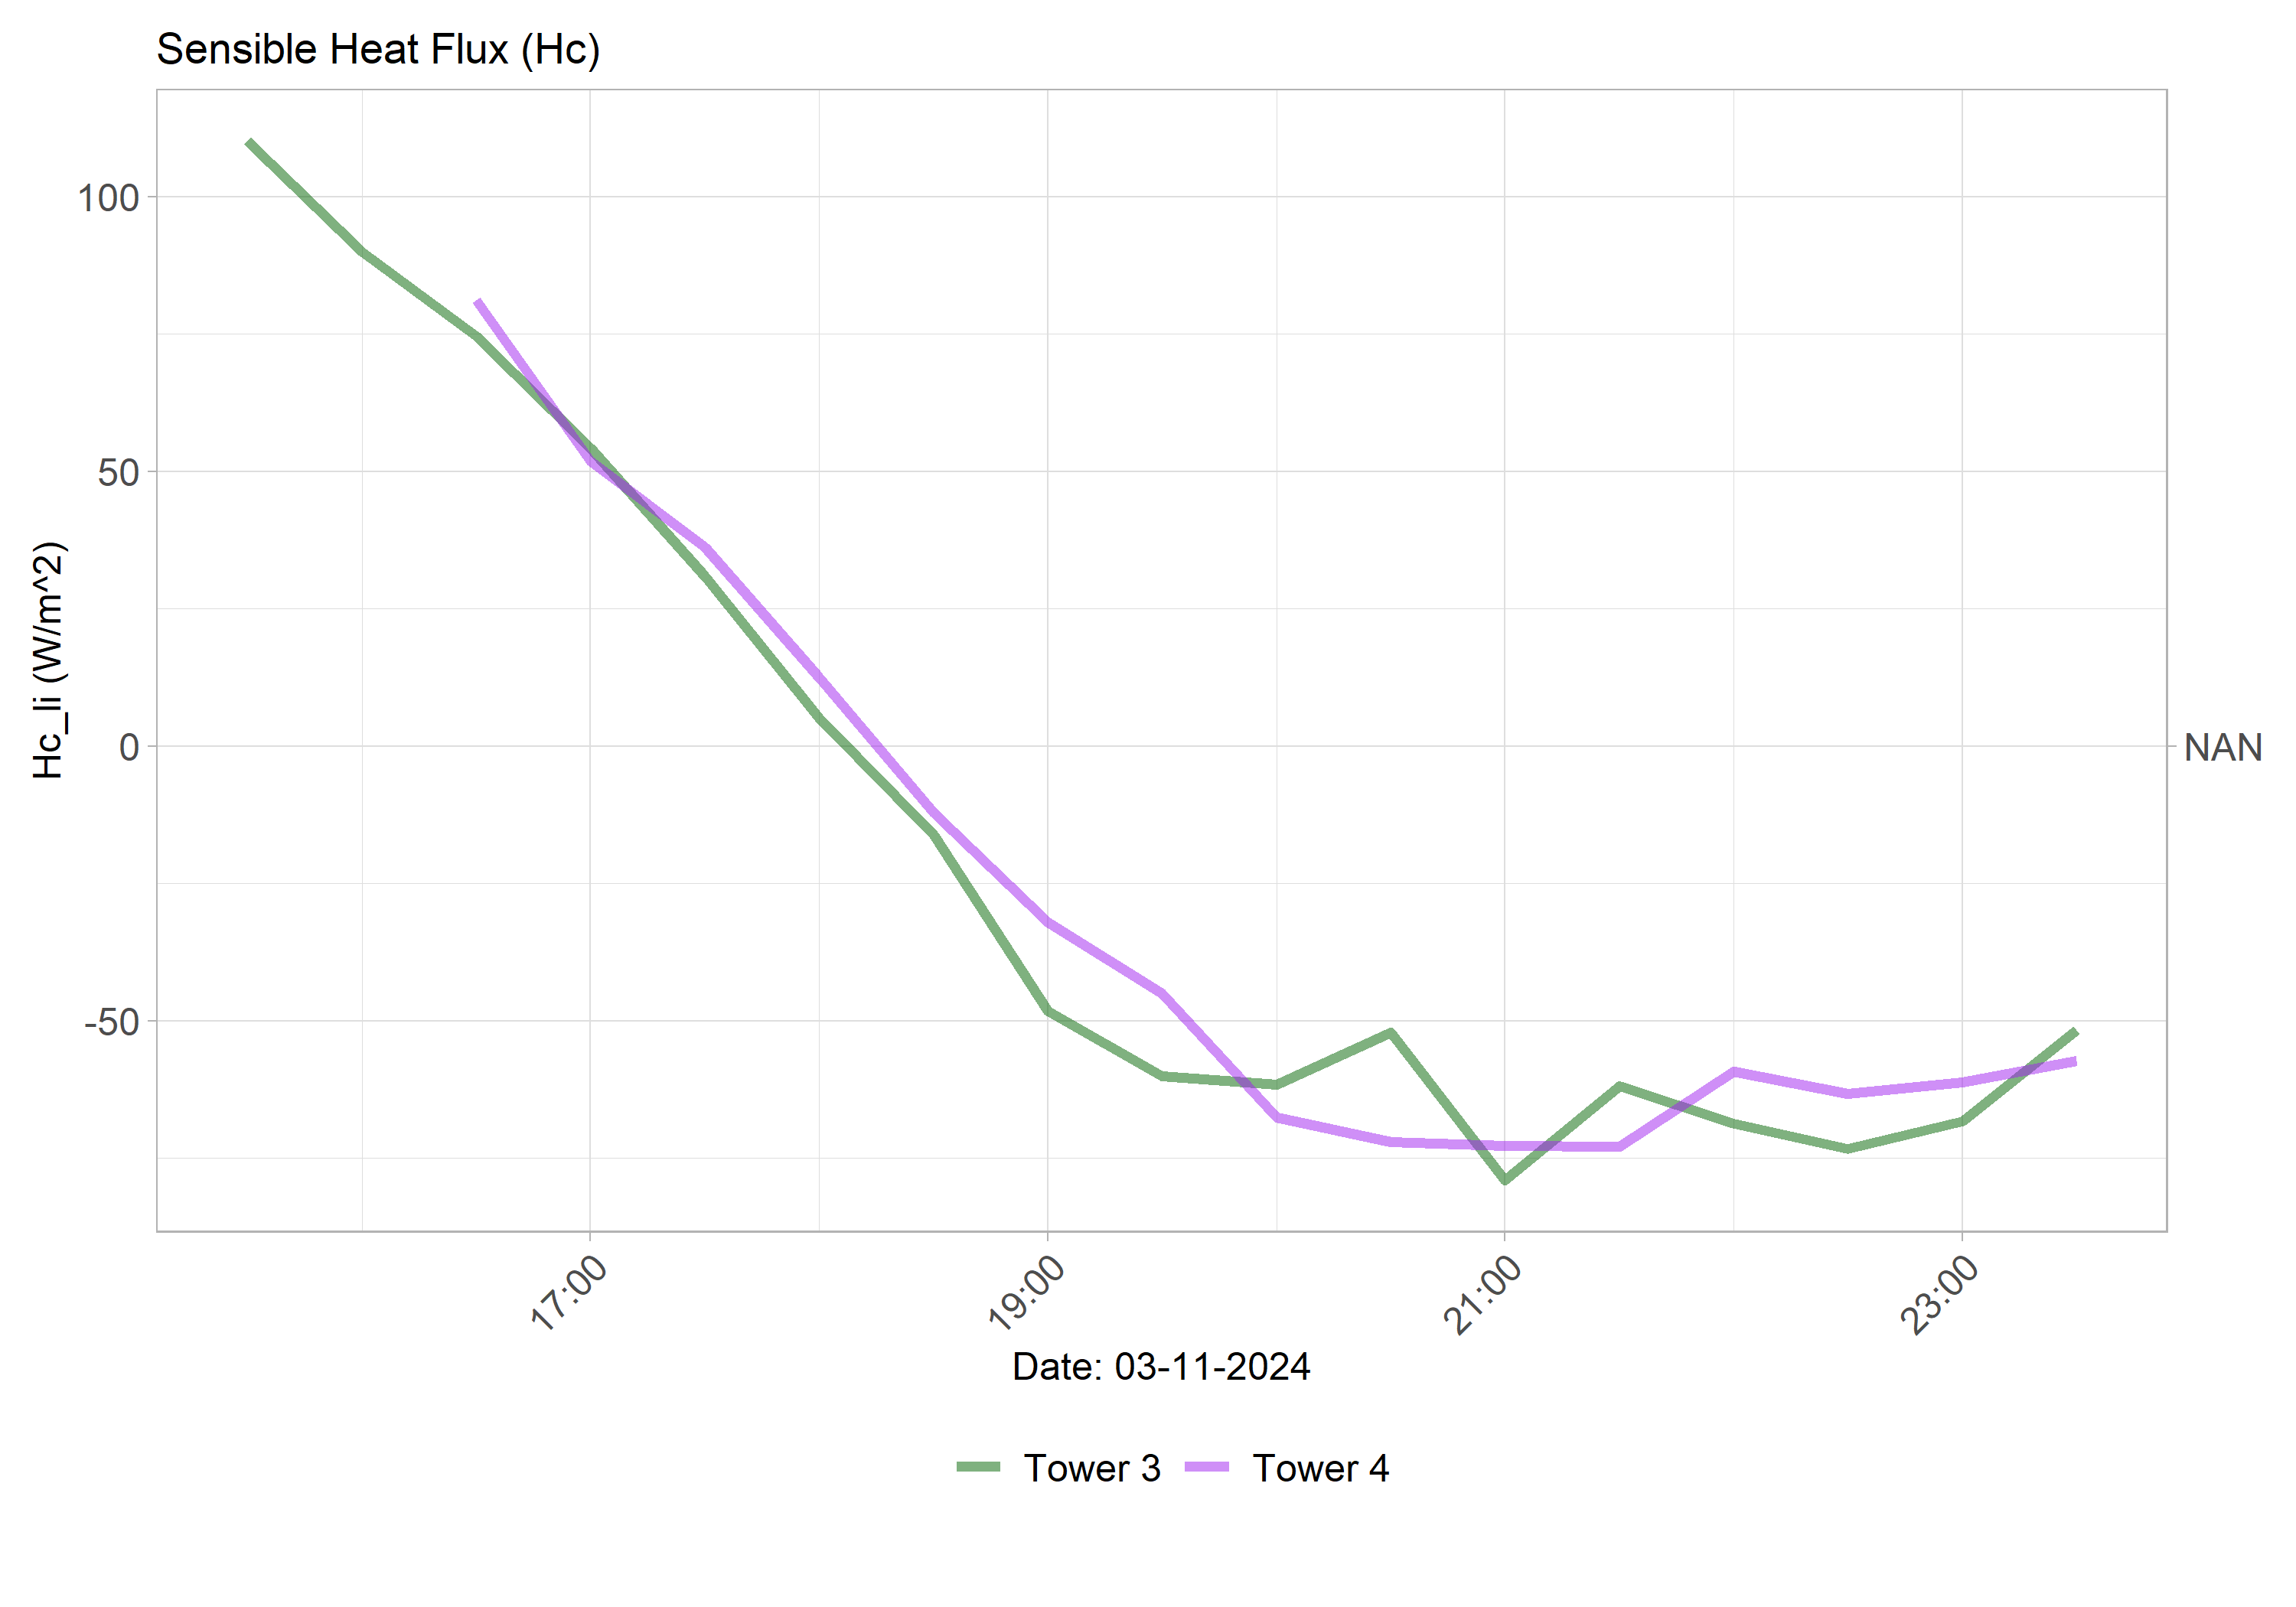 Sensible Heat Flux (Hc)
Hc_li (W/m^2)
100
50
0
-50
NAN
17:00
19:00
21:00
23:00
Date: 03-11-2024
Tower 3
Tower 4